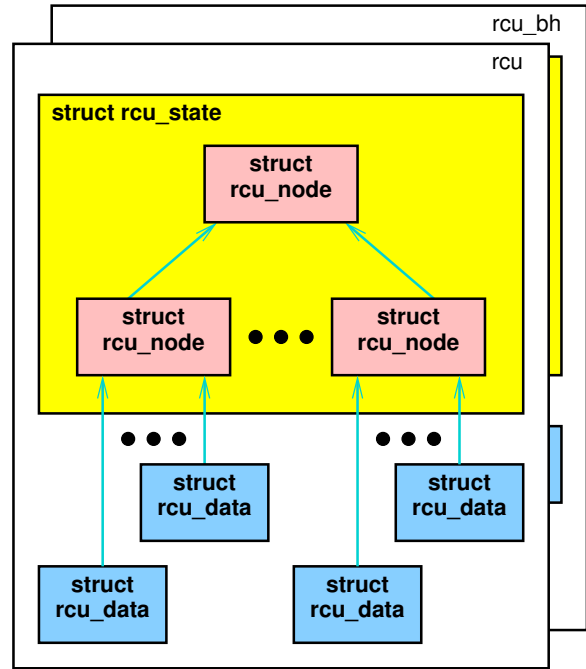 rcu_bh
rcu
struct rcu_state
struct
rcu_node
struct
rcu_node
struct
rcu_node
struct
rcu_data
struct
rcu_data
struct
rcu_data
struct
rcu_data